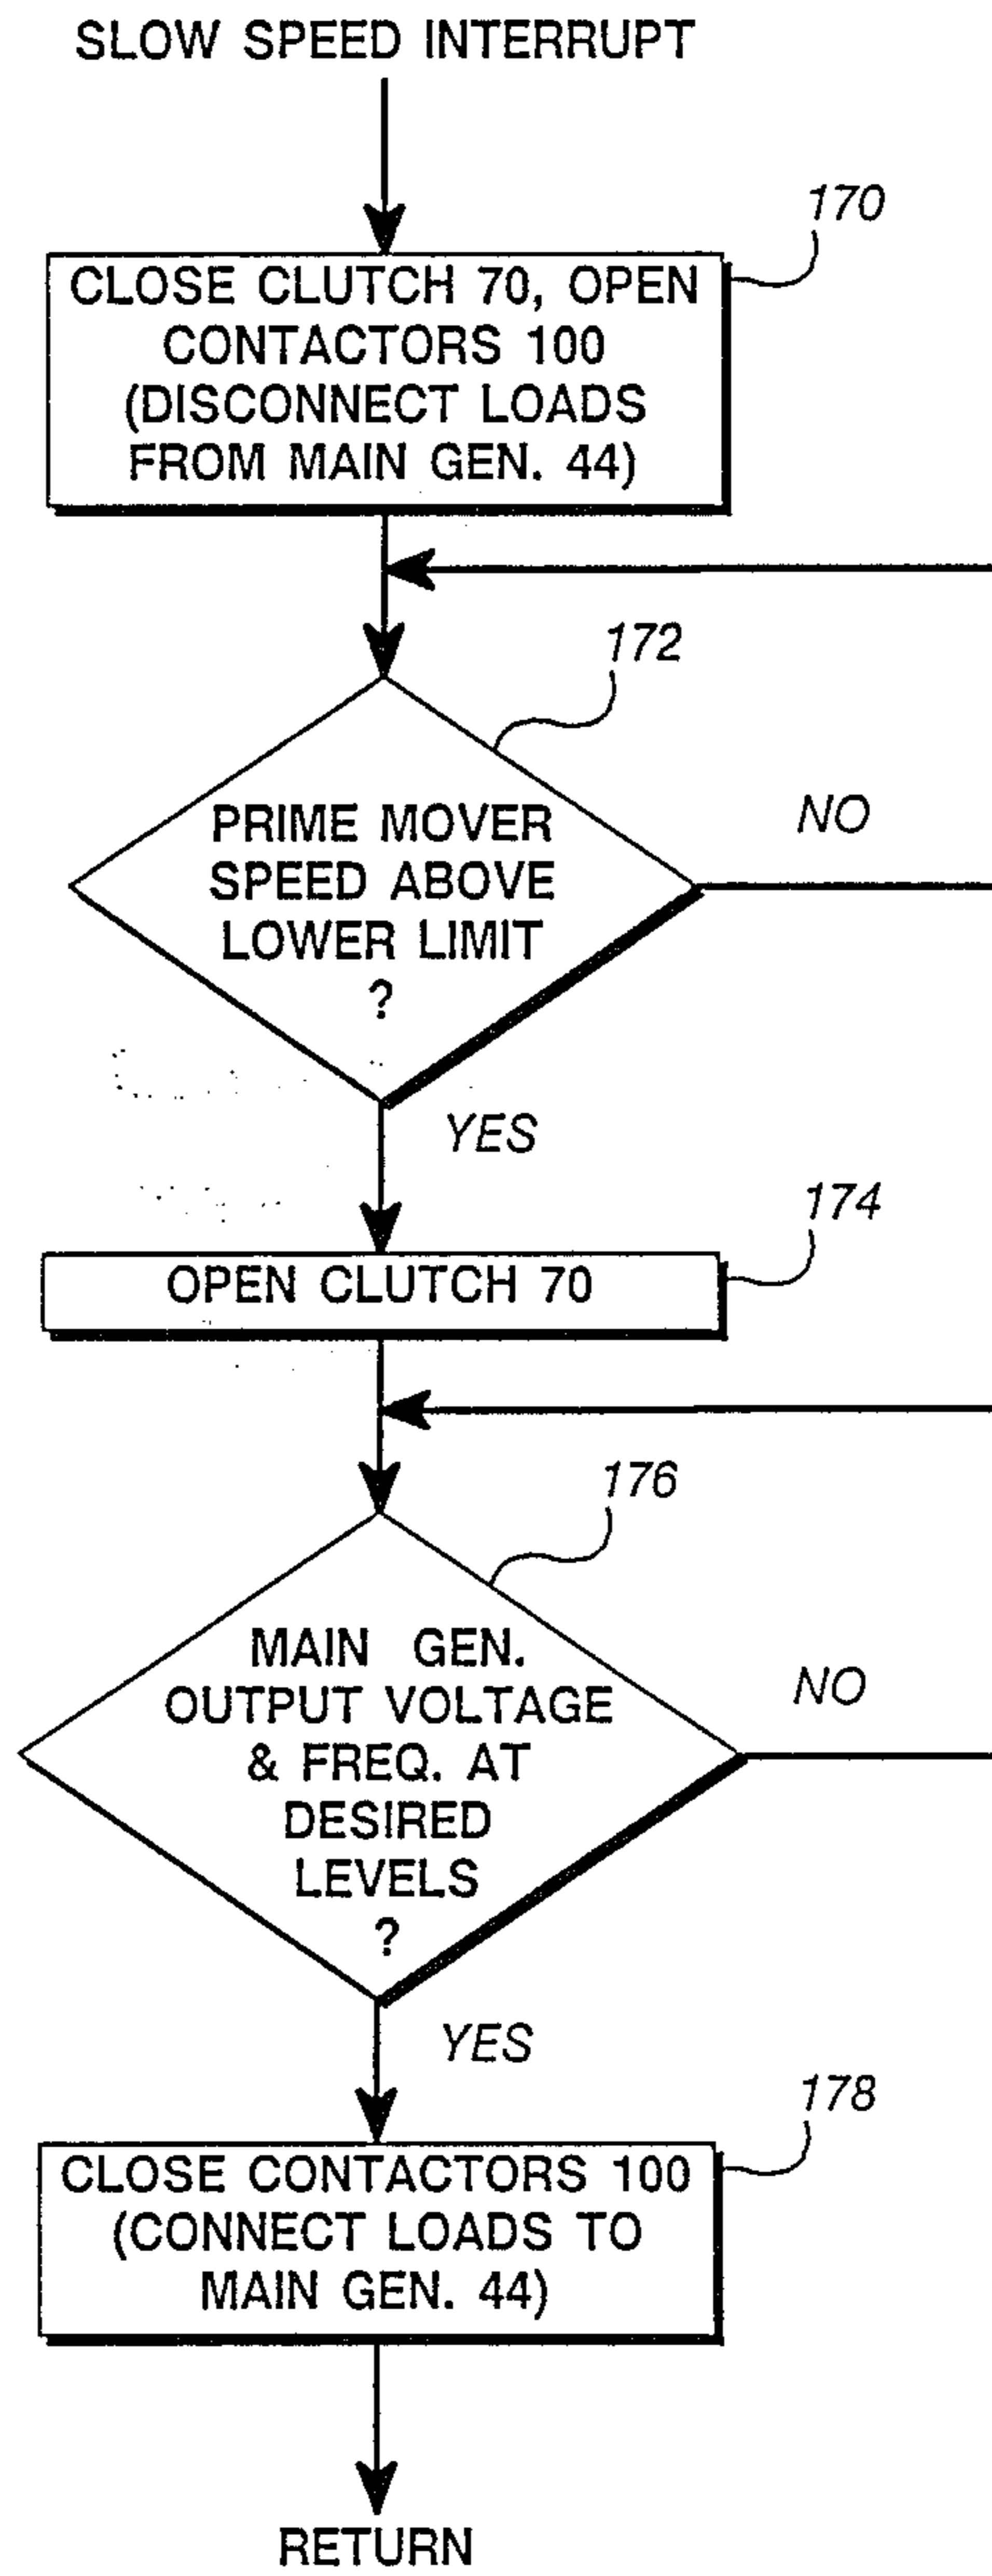 SLOW SPEED INTERRUPT
170
CLOSE CLUTCH 70, OPEN
CONTACTORS 100
(DISCONNECT LOADS
FROM MAIN GEN. 44)
172
PRIME MOVER
SPEED ABOVE
LOWER LIMIT
?
NO
YES
174
OPEN CLUTCH 70
176
MAIN GEN.
OUTPUT VOLTAGE
& FREQ. AT
DESIRED
LEVELS
?
NO
YES
178
CLOSE CONTACTORS 100
(CONNECT LOADS TO
MAIN GEN. 44)
RETURN